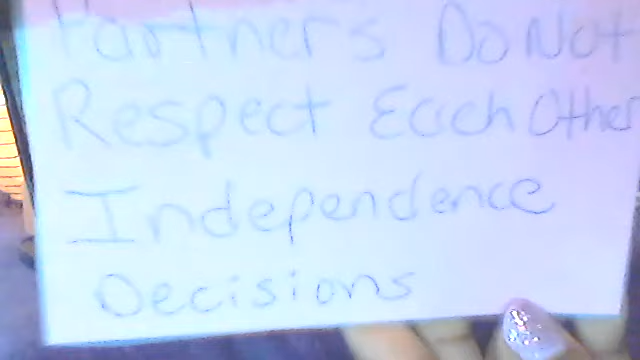 Partners Do Not
Respect Each Other
Independence
Decisions